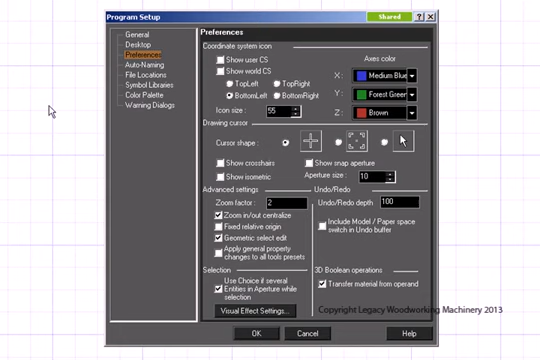 Program Setup
Shared
General
Desktop
Preferences
Auto-Naming
File Locations
Symbol Libraries
Color Palette
Warning Dialogs
Preferences
Coordinate system icon
Show user CS
Show world CS
TopLeft TopRight
BottomLeft BottomRight
Icon size: 55
Axes color
X: Medium Blue
Y: Forest Green
Z: Brown
Drawing cursor
Cursor shape:
Show crosshairs
Show snap aperture
Show isometric
Aperture size: 10
Advanced settings
Zoom factor: 2
Zoom in/out centralize
Fixed relative origin
Geometric select edit
Apply general property
changes to all tools presets
Undo/Redo
Undo/Redo depth 100
Include Model / Paper space
switch in Undo buffer
Selection
Use Choice if several
Entities in Aperture while
selection
Visual Effect Settings...
3D Boolean operations
Transfer material from operand
Copyright Legacy Woodworking Machinery 2013
OK
Cancel
Help